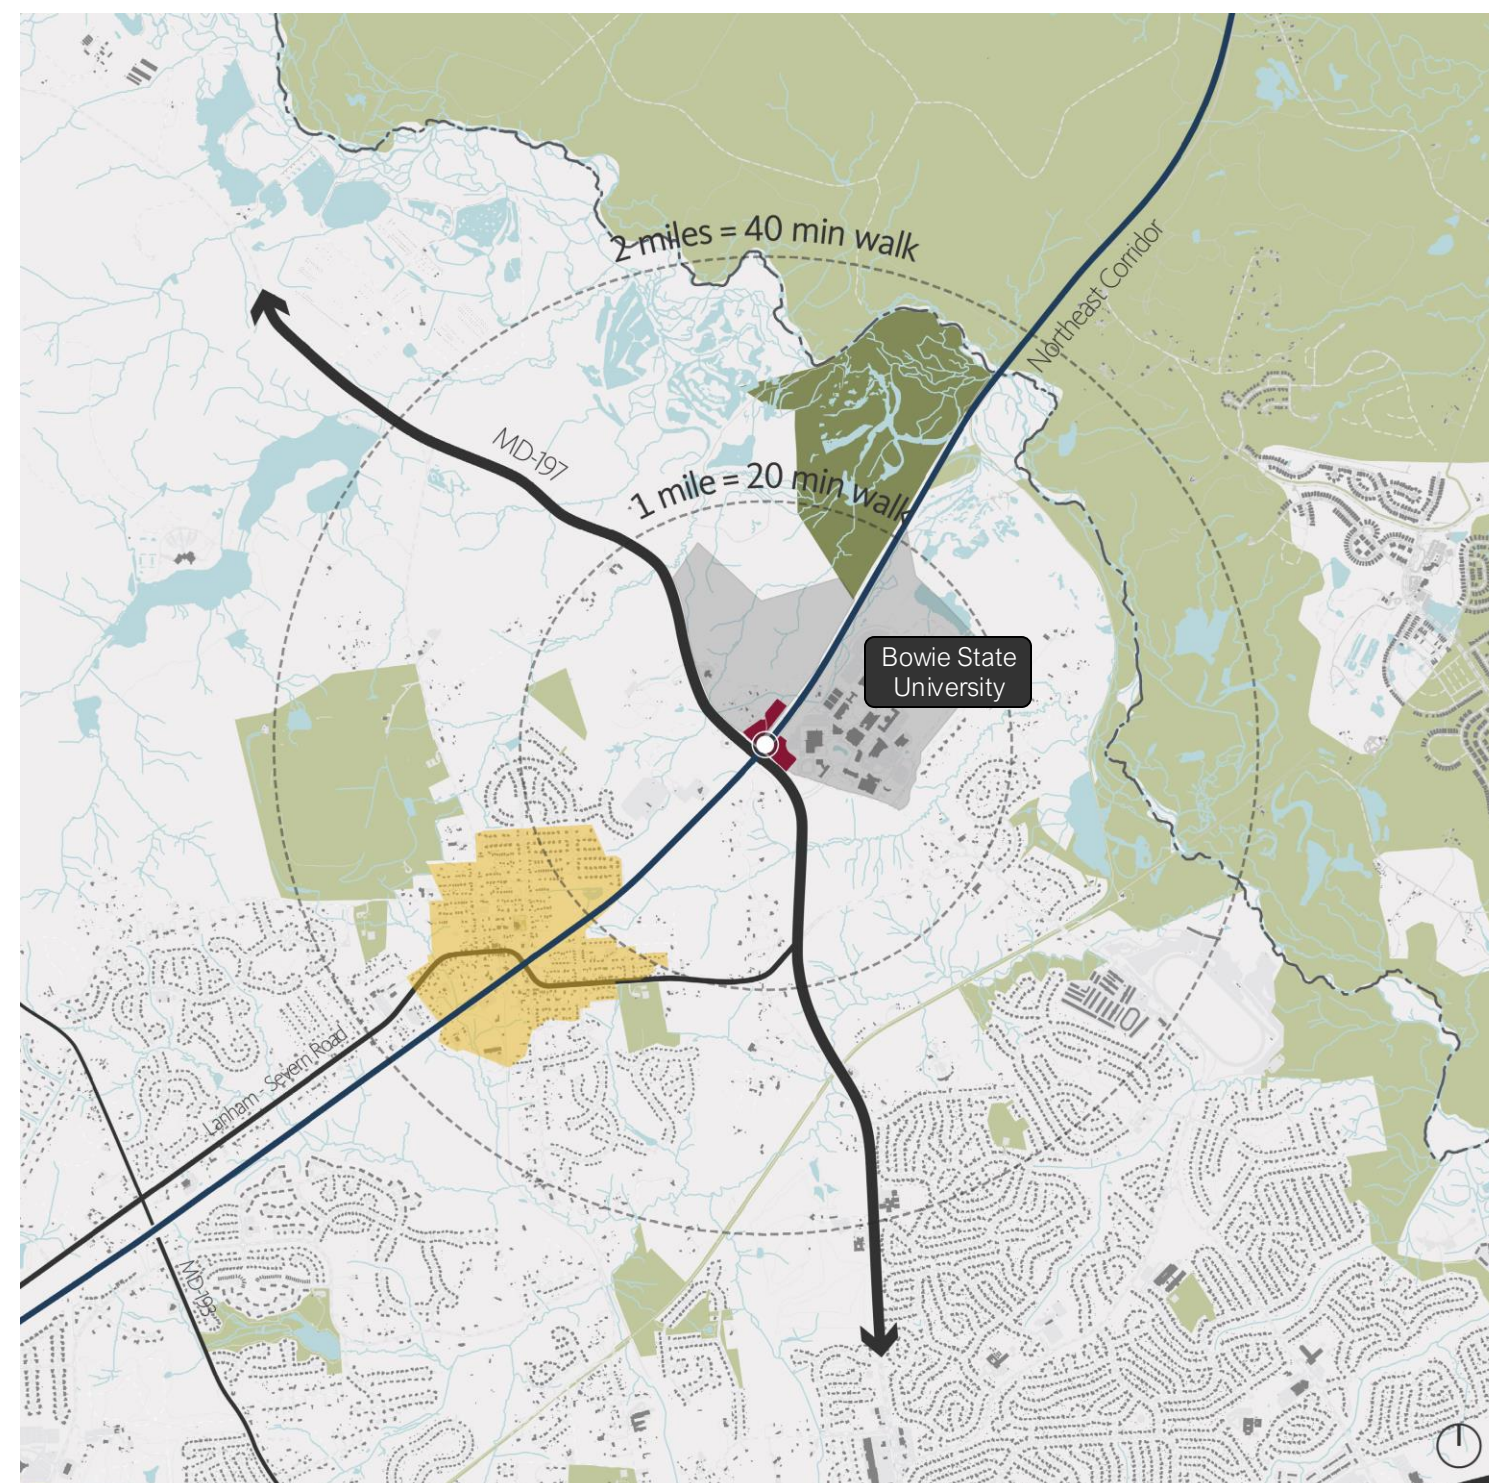 2 miles = 40 min walk
Northeast Corridor
MD-197
1 mile = 20 min walk
Bowie State
University
Lanham - Severn Road
MD-193